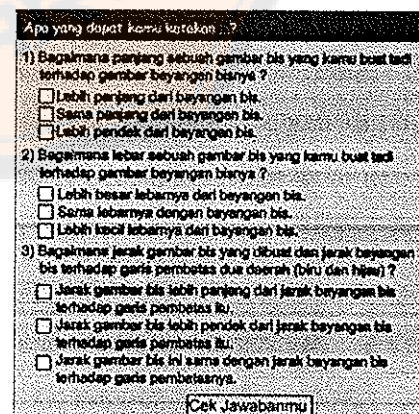 Apa yang dapat kamu katakan ..?
1) Bagaimana panjang sebuah gambar bis yang kamu buat tadi
terhadap gambar bayangan bisnya ?
Lebih panjang dari bayangan bis.
Sama panjang dari bayangan bis.
Lebih pendek dari bayangan bis.
2) Bagaimana lebar sebuah gambar bis yang kamu buat tadi
terhadap gambar bayangan bisnya ?
Lebih besar lebarnya dari bayangan bis.
Sama lebarnya dengan bayangan bis.
Lebih kecil lebarnya dari bayangan bis.
3) Bagaimana jarak gambar bis yang dibuat dan jarak bayangan
bis terhadap garis pembatas dua daerah (biru dan hijau) ?
Jarak gambar bis lebih panjang dari jarak bayangan bis
terhadap garis pembatas itu.
Jarak gambar bis lebih pendek dari jarak bayangan bis
terhadap garis pembatas itu.
Jarak gambar bis ini sama dengan jarak bayangan bis
terhadap garis pembatasnya.
Cek Jawabanmu